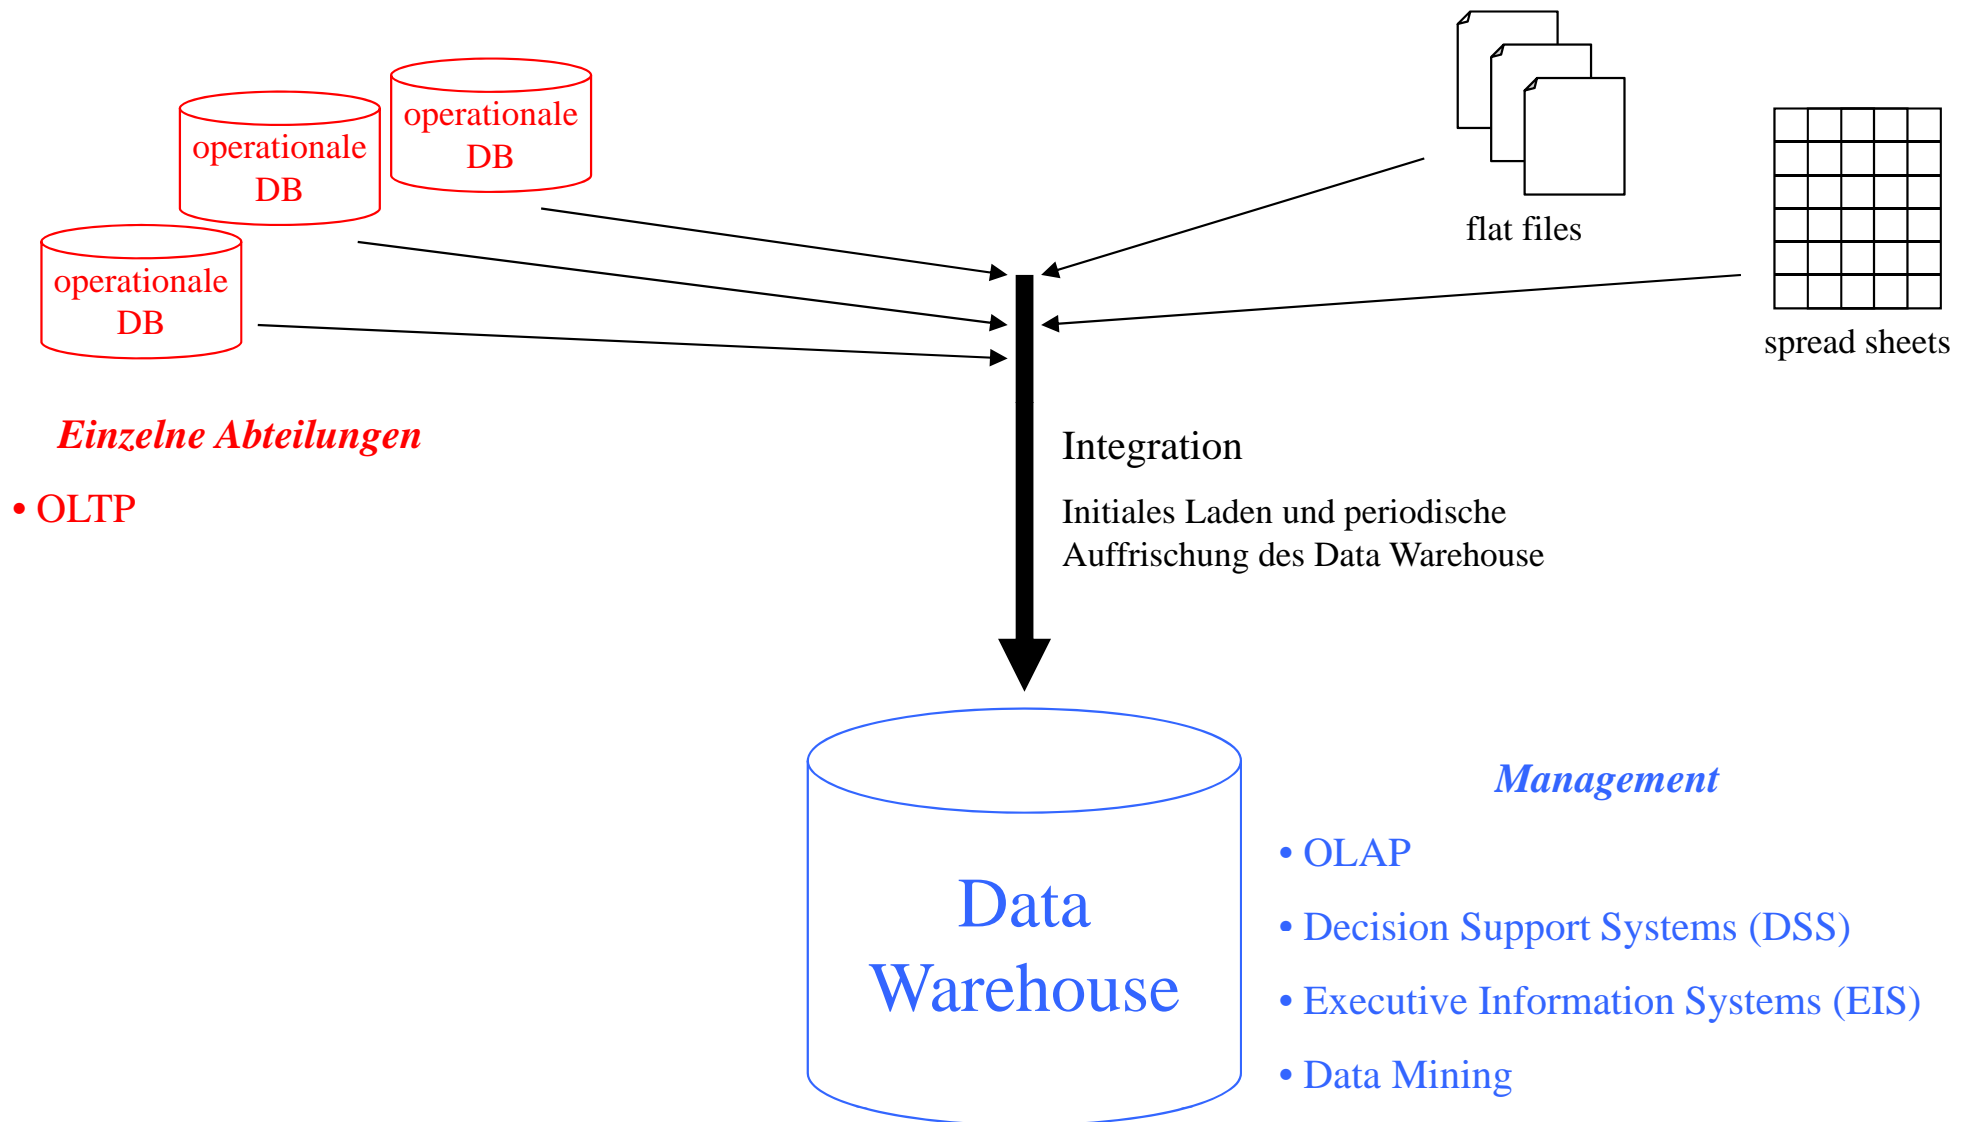 operationale
DB
operationale
DB
operationale
DB
flat files
spread sheets
Einzelne Abteilungen
• OLTP
Integration
Initiales Laden und periodische
Auffrischung des Data Warehouse
Data
Warehouse
Management
• OLAP
• Decision Support Systems (DSS)
• Executive Information Systems (EIS)
• Data Mining